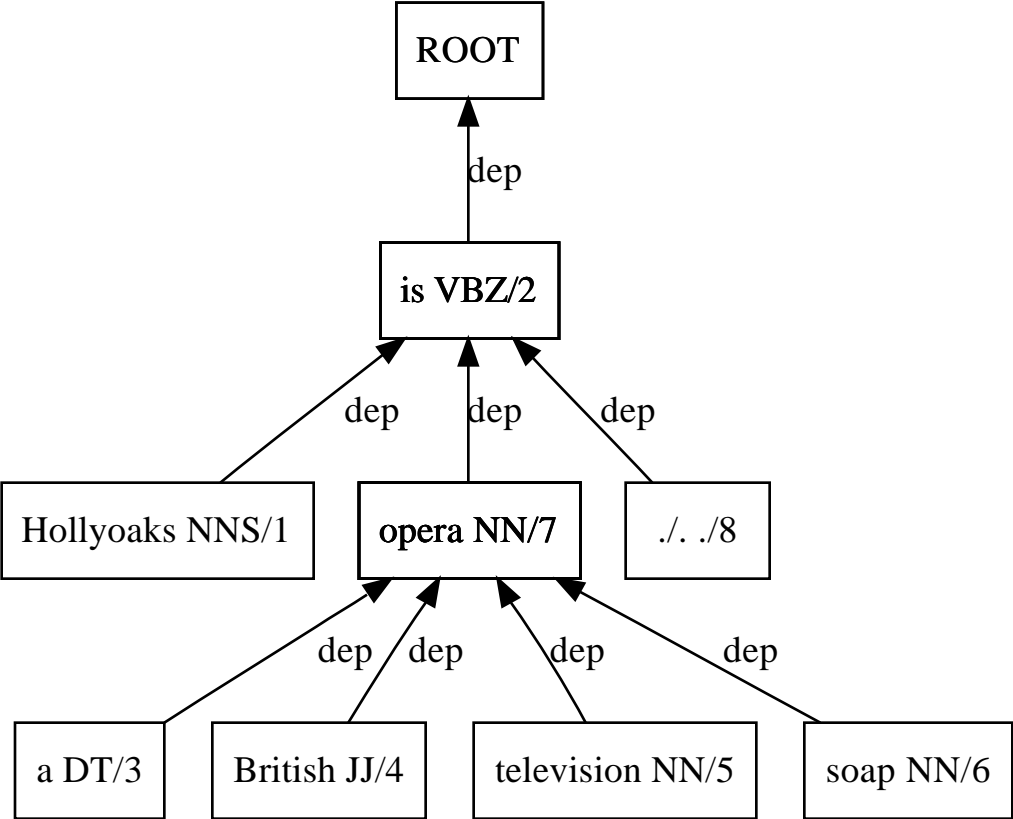 ROOT
dep
is VBZ/2
dep dep dep
Hollyoaks NNS/1 opera NN/7 ./. ./8
dep dep dep dep
a DT/3 British JJ/4 television NN/5 soap NN/6